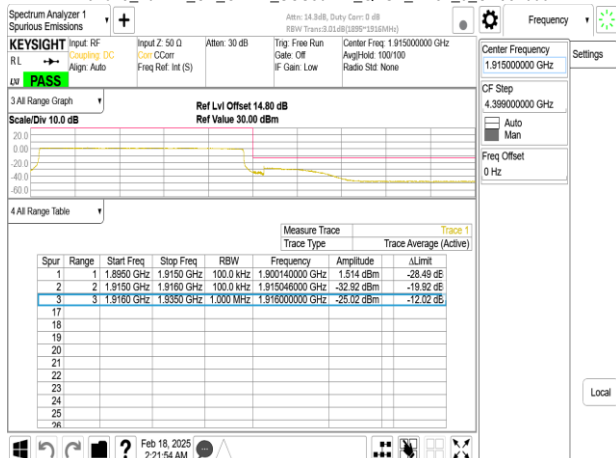 Spectrum Analyzer 1
Spurious Emissions
Attn: 14.8dB, Duty Corr: 0 dB
RBW Trans:8.01dB(1895~1916MHz)
Frequency
KEYSIGHT
RL
LXI
PASS
Input: RF
Coupling: DC
Align: Auto
Input Z: 50 Ω
Corr CCorr
Freq Ref: Int (S)
Atten: 30 dB
Trig: Free Run
Gate: Off
IF Gain: Low
Center Freq: 1.915000000 GHz
Avg|Hold: 100/100
Radio Std: None
Center Frequency
1.915000000 GHz
Settings
CF Step
4.399000000 GHz
Auto
Man
Freq Offset
0 Hz
3 All Range Graph
Scale/Div 10.0 dB
Ref Lvl Offset 14.80 dB
Ref Value 30.00 dBm
20.0
0.00
-20.0
-40.0
-60.0
4 All Range Table
Measure Trace Trace 1
Trace Type Trace Average (Active)
Spur Range Start Freq Stop Freq RBW Frequency Amplitude ΔLimit
1 1 1.8950 GHz 1.9150 GHz 100.0 kHz 1.900140000 GHz 1.514 dBm -28.49 dB
2 2 1.9150 GHz 1.9160 GHz 100.0 kHz 1.915046000 GHz -32.92 dBm -19.92 dB
3 3 1.9160 GHz 1.9350 GHz 1.000 MHz 1.916000000 GHz -25.02 dBm -12.02 dB
17
18
19
20
21
22
23
24
25
26
Local
Feb 18, 2025
2:21:54 AM